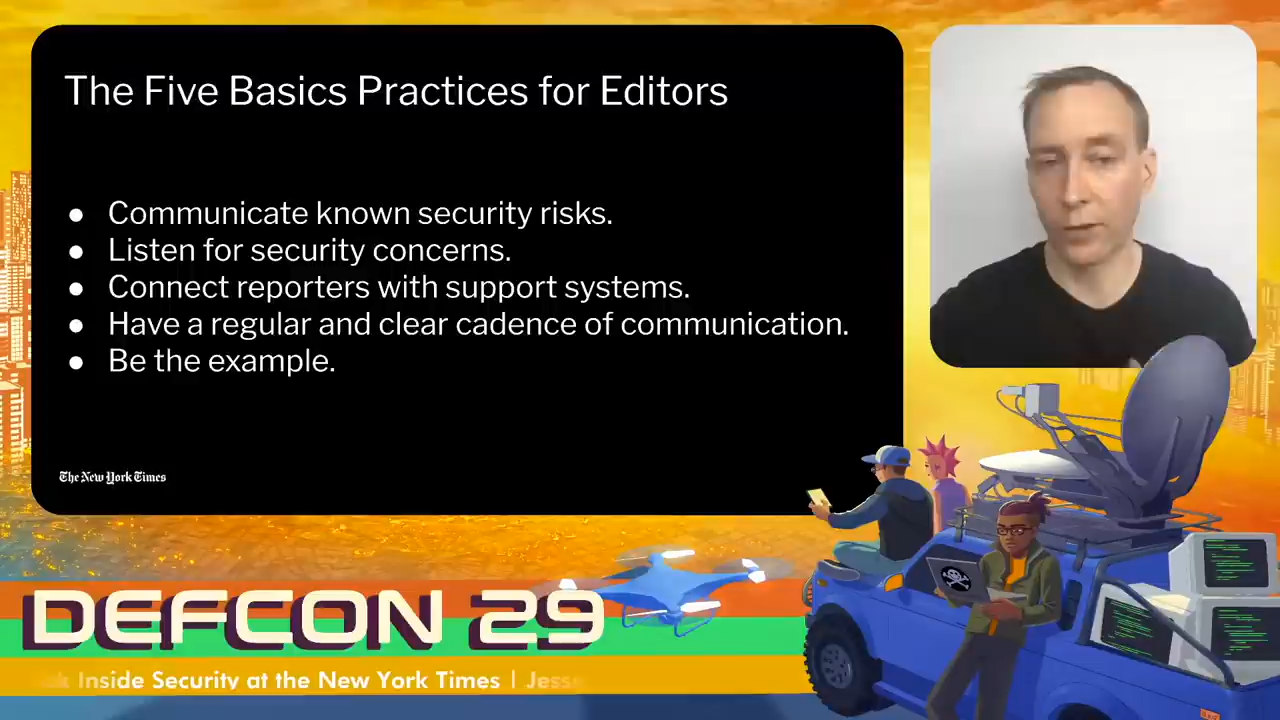 The Five Basics Practices for Editors
● Communicate known security risks.
● Listen for security concerns.
● Connect reporters with support systems.
● Have a regular and clear cadence of communication.
● Be the example.
The New York Times
DEFCON 29
Inside Security at the New York Times | Jess